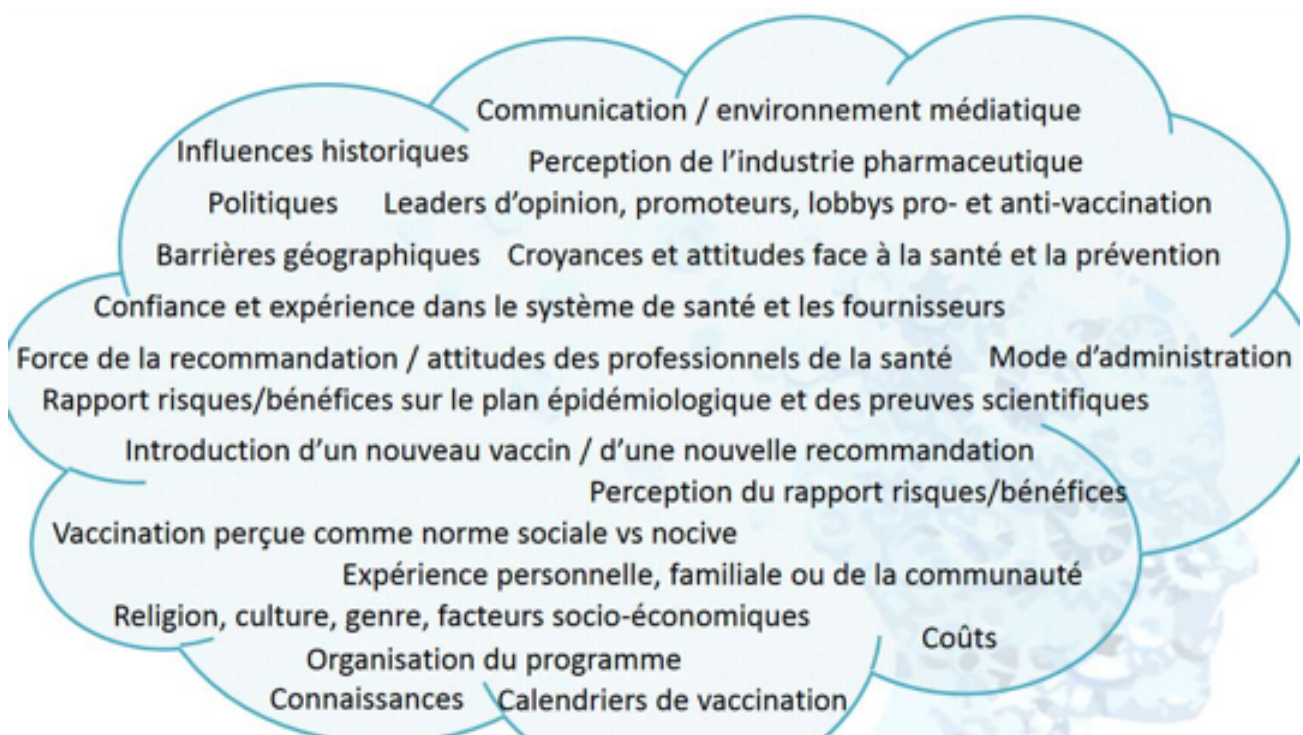 Communication / environnement médiatique
Influences historiques
Perception de l'industrie pharmaceutique
Politiques Leaders d'opinion, promoteurs, lobbys pro- et anti-vaccination
Barrières géographiques Croyances et attitudes face à la santé et la prévention
Confiance et expérience dans le système de santé et les fournisseurs
Force de la recommandation / attitudes des professionnels de la santé Mode d'administration
Rapport risques/bénéfices sur le plan épidémiologique et des preuves scientifiques
Introduction d'un nouveau vaccin / d'une nouvelle recommandation
Perception du rapport risques/bénéfices
Vaccination perçue comme norme sociale vs nocive
Expérience personnelle, familiale ou de la communauté
Religion, culture, genre, facteurs socio-économiques
Coûts
Organisation du programme
Connaissances Calendriers de vaccination